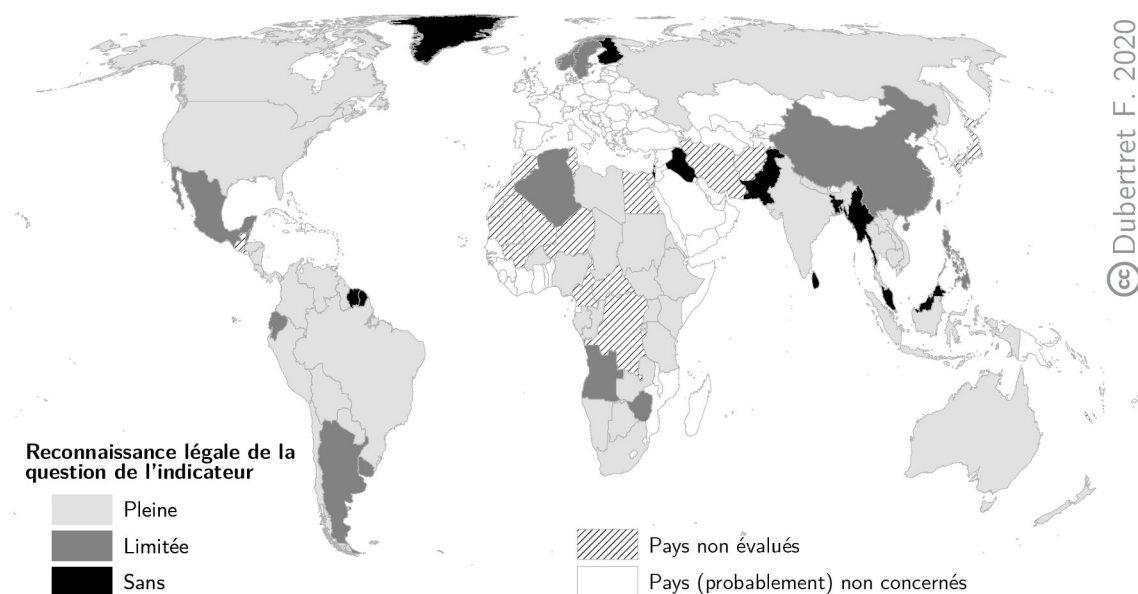 cc Dubertret F. 2020
Reconnaissance légale de la
question de l'indicateur
Pleine
Limitée
Sans
Pays non évalués
Pays (probablement) non concernés